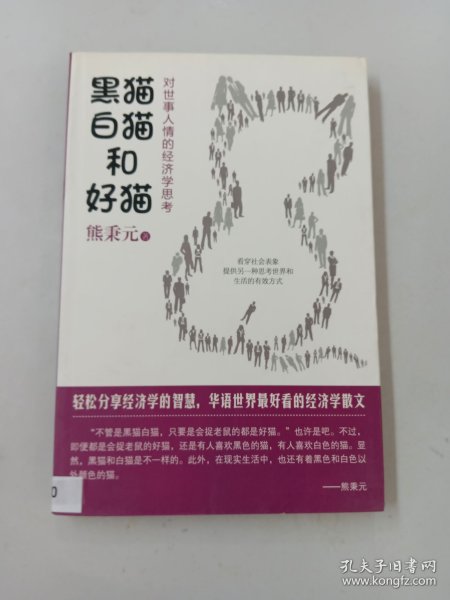 黑猫
白猫
和
好猫
对世事人情的经济学思考
熊秉元 著
看穿社会表象
提供另一种思考世界和
生活的有效方式
轻松分享经济学的智慧，华语世界最好看的经济学散文
“不管是黑猫白猫，只要是会捉老鼠的都是好猫。”也许是吧。不过，
即使都是会捉老鼠的好猫，还是有人喜欢黑色的猫，有人喜欢白色的猫。显
然，黑猫和白猫是不一样的。此外，在现实生活中，也还有着黑色和白色以
外颜色的猫。
——熊秉元
0
孔夫子旧书网
www.kongfz.com